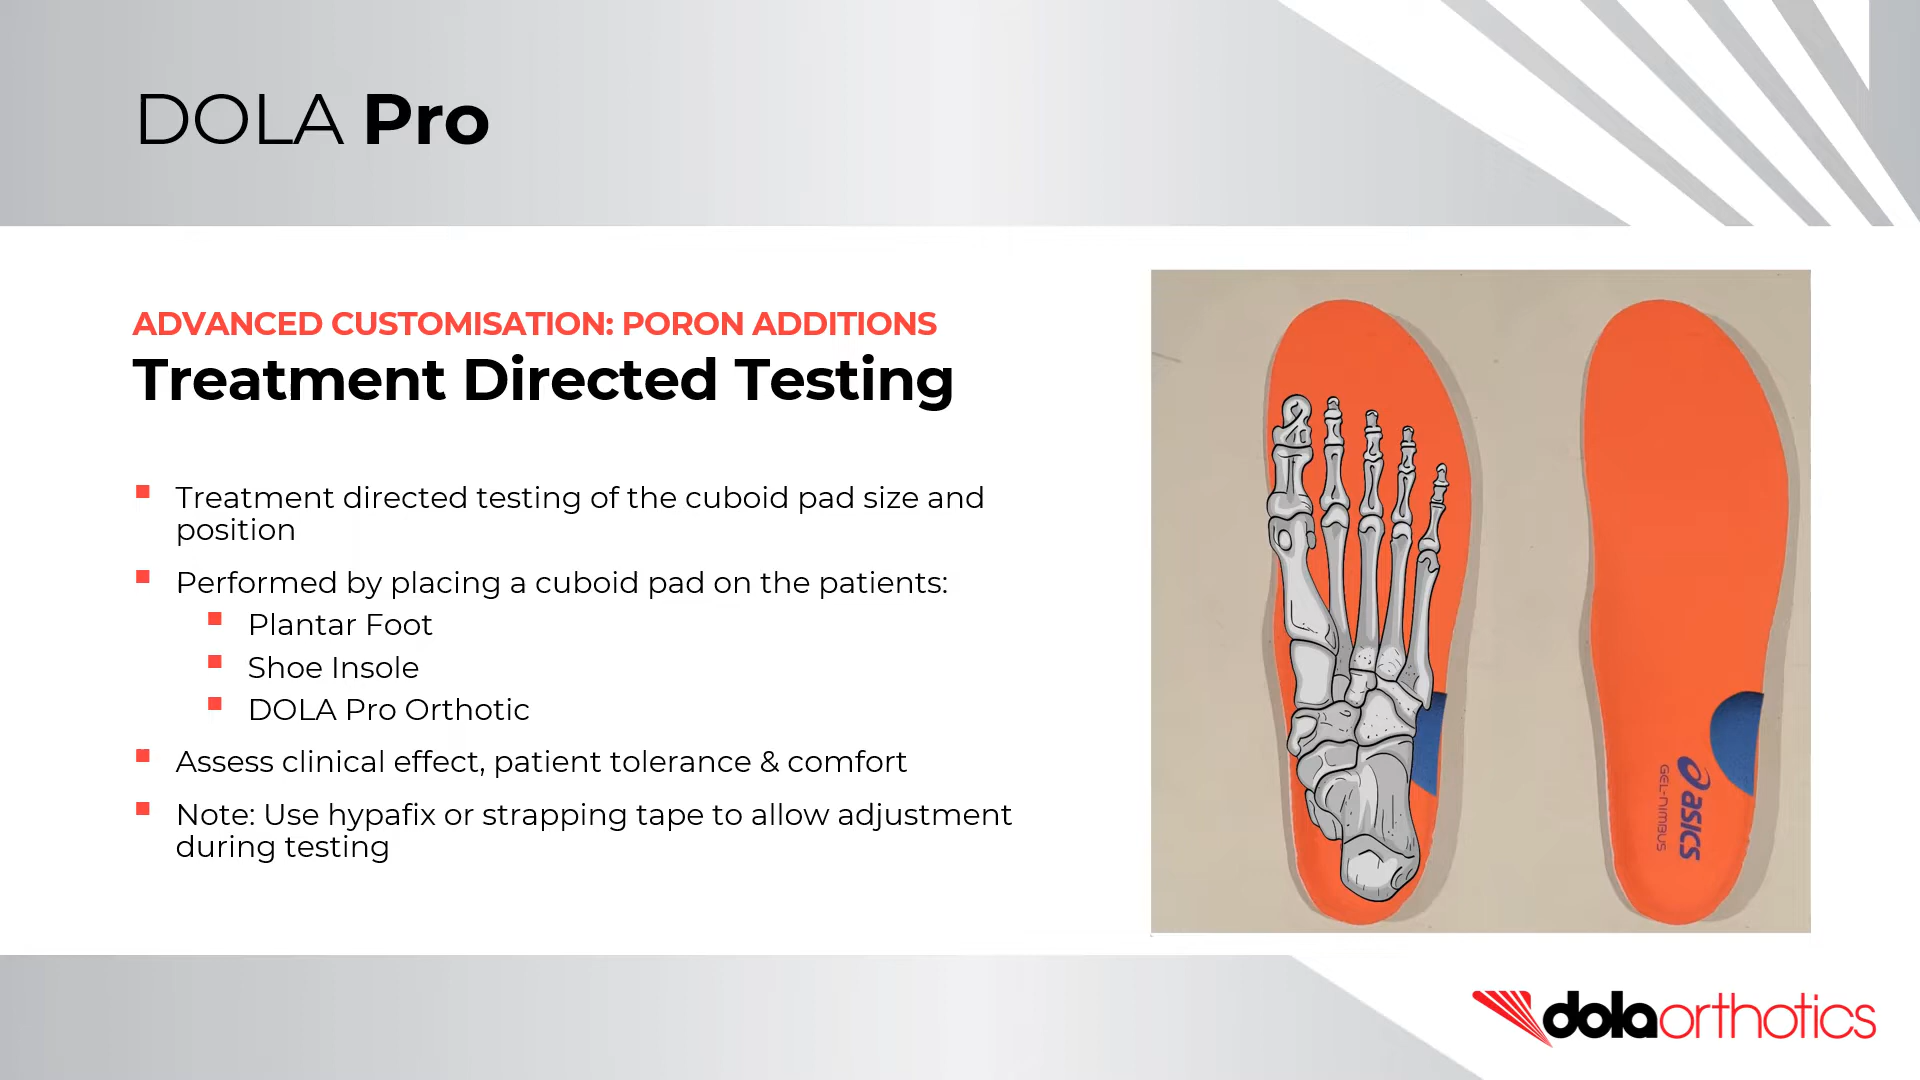 DOLA Pro
ADVANCED CUSTOMISATION: PORON ADDITIONS
Treatment Directed Testing
Treatment directed testing of the cuboid pad size and
position
Performed by placing a cuboid pad on the patients:
Plantar Foot
Shoe Insole
DOLA Pro Orthotic
Assess clinical effect, patient tolerance & comfort
Note: Use hypafix or strapping tape to allow adjustment
during testing
asics
GEL-NIMBUS
dolaorthotics